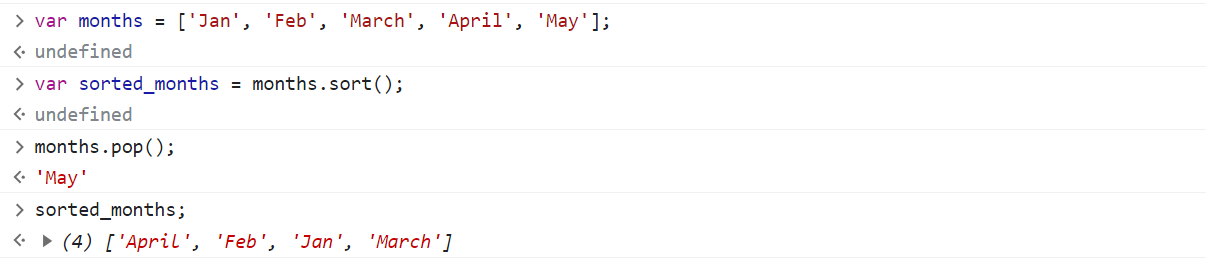 > var months = ['Jan', 'Feb', 'March', 'April', 'May'];
undefined
> var sorted_months = months.sort();
undefined
> months.pop();
'May'
> sorted_months;
(4) ['April', 'Feb', 'Jan', 'March']